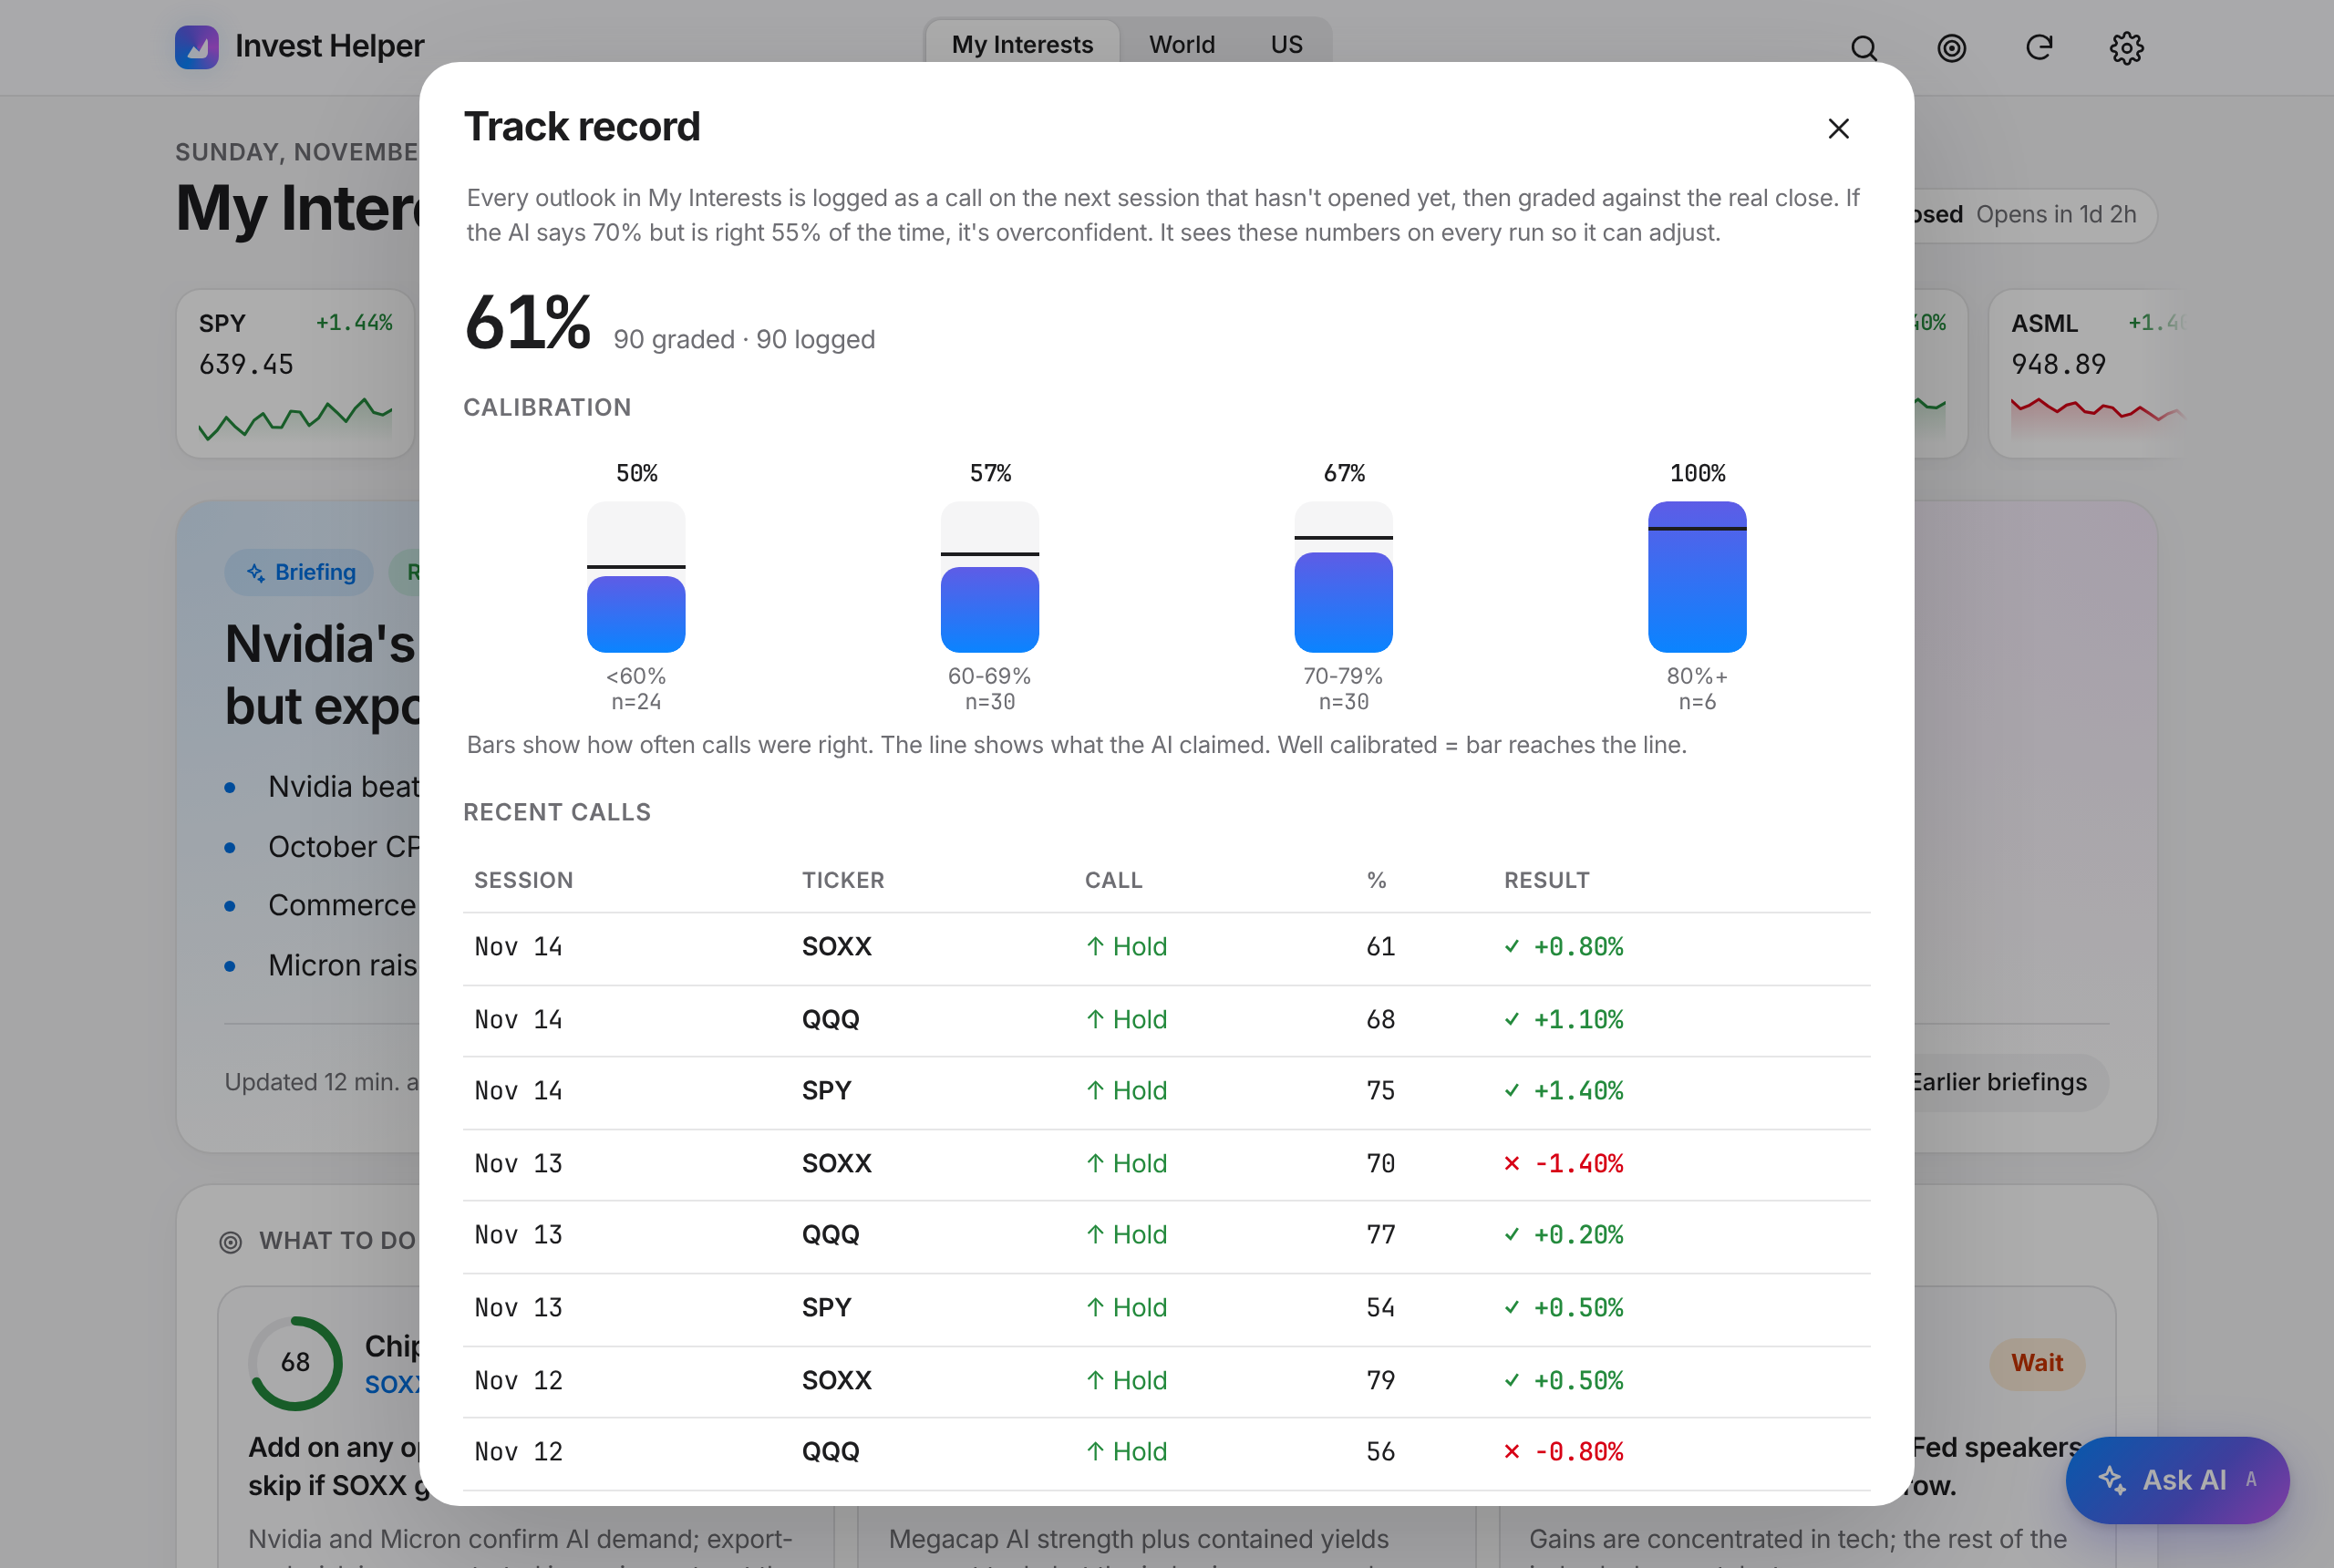 Invest Helper
My Interests World US
SUNDAY, NOVEMBE
My Inter
osed Opens in 1d 2h
SPY +1.44%
639.45
40%
ASML
948.89
Briefing
Nvidia's
but expo
Nvidia beat
October CP
Commerce
Micron rais
Updated 12 min. a
Earlier briefings
WHAT TO DO
68
Chip
SOXX
Add on any op
skip if SOXX g
Nvidia and Micron confirm AI demand; export-
Megacap AI strength plus contained yields
Wait
Fed speakers
row.
Gains are concentrated in tech; the rest of the
Ask AI A
Track record
Every outlook in My Interests is logged as a call on the next session that hasn't opened yet, then graded against the real close. If
the AI says 70% but is right 55% of the time, it's overconfident. It sees these numbers on every run so it can adjust.
61% 90 graded · 90 logged
CALIBRATION
50% 57% 67% 100%
<60% 60-69% 70-79% 80%+
n=24 n=30 n=30 n=6
Bars show how often calls were right. The line shows what the AI claimed. Well calibrated = bar reaches the line.
RECENT CALLS
SESSION TICKER CALL % RESULT
Nov 14 SOXX ↑ Hold 61 ✓ +0.80%
Nov 14 QQQ ↑ Hold 68 ✓ +1.10%
Nov 14 SPY ↑ Hold 75 ✓ +1.40%
Nov 13 SOXX ↑ Hold 70 × -1.40%
Nov 13 QQQ ↑ Hold 77 ✓ +0.20%
Nov 13 SPY ↑ Hold 54 ✓ +0.50%
Nov 12 SOXX ↑ Hold 79 ✓ +0.50%
Nov 12 QQQ ↑ Hold 56 × -0.80%